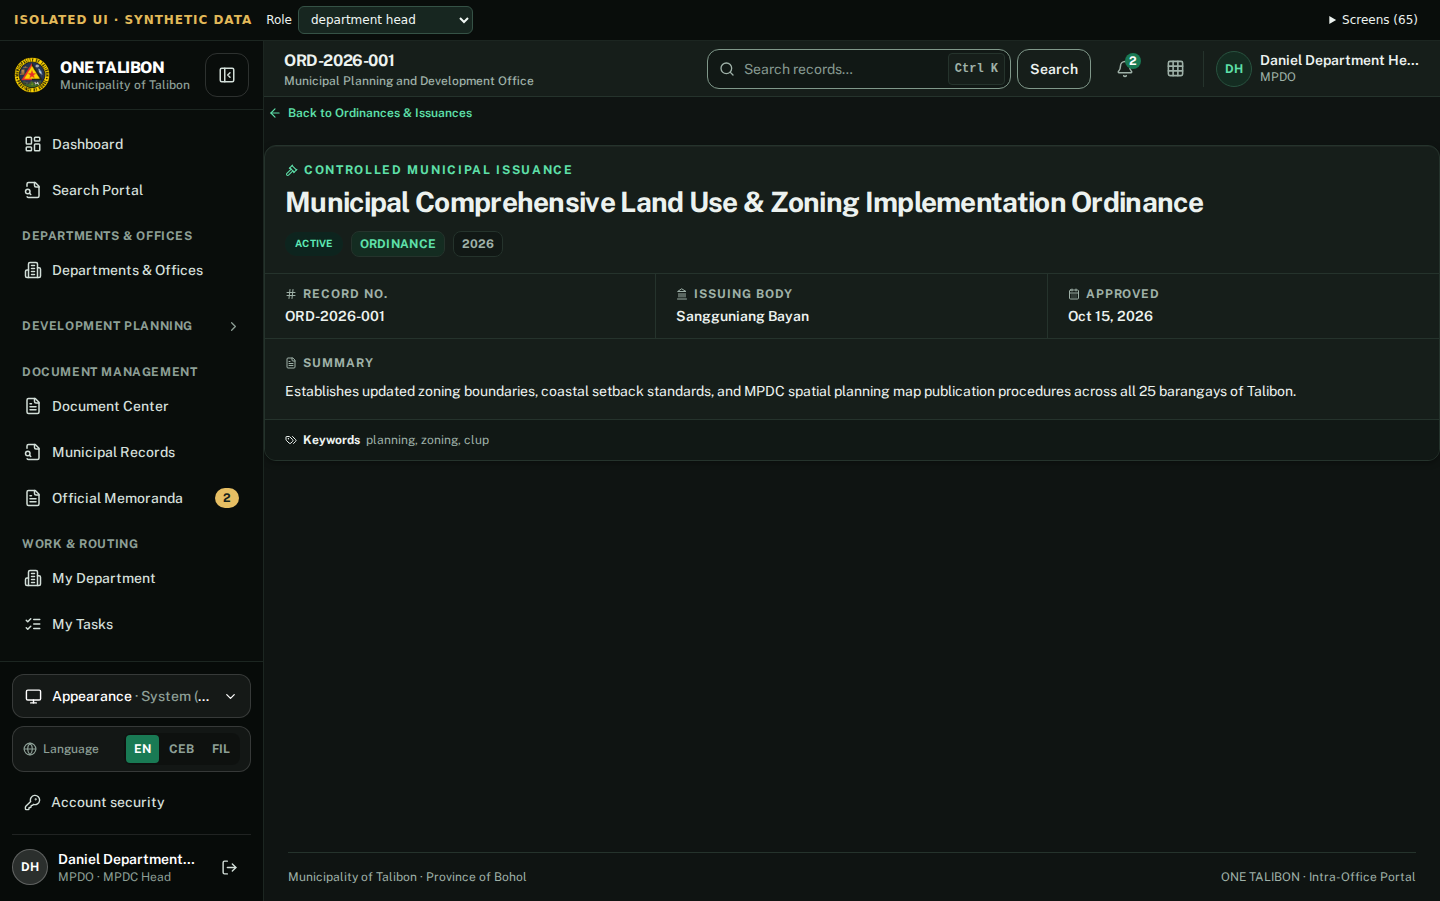 ISOLATED UI · SYNTHETIC DATA
Role
department head
Screens (65)
ONE TALIBON
Municipality of Talibon
ORD-2026-001
Municipal Planning and Development Office
Search records...
Ctrl K
Search
2
DH
Daniel Department He...
MPDO
Dashboard
Search Portal
DEPARTMENTS & OFFICES
Departments & Offices
DEVELOPMENT PLANNING
DOCUMENT MANAGEMENT
Document Center
Municipal Records
Official Memoranda
2
WORK & ROUTING
My Department
My Tasks
Appearance · System (...
Language
EN
CEB
FIL
Account security
DH
Daniel Department...
MPDO · MPDC Head
Back to Ordinances & Issuances
CONTROLLED MUNICIPAL ISSUANCE
Municipal Comprehensive Land Use & Zoning Implementation Ordinance
ACTIVE
ORDINANCE
2026
RECORD NO.
ORD-2026-001
ISSUING BODY
Sangguniang Bayan
APPROVED
Oct 15, 2026
SUMMARY
Establishes updated zoning boundaries, coastal setback standards, and MPDC spatial planning map publication procedures across all 25 barangays of Talibon.
Keywords planning, zoning, clup
Municipality of Talibon · Province of Bohol
ONE TALIBON · Intra-Office Portal